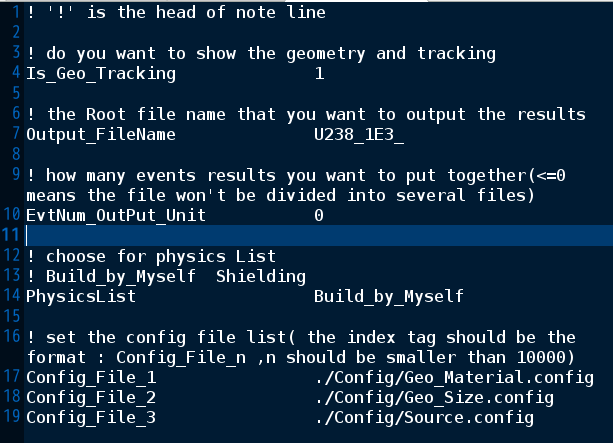 1 ! '!' is the head of note line
2
3 ! do you want to show the geometry and tracking
4 Is_Geo_Tracking 1
5
6 ! the Root file name that you want to output the results
7 Output_FileName U238_1E3_
8
9 ! how many events results you want to put together(<=0
means the file won't be divided into several files)
10 EvtNum_OutPut_Unit 0
11
12 ! choose for physics List
13 ! Build_by_Myself Shielding
14 PhysicsList Build_by_Myself
15
16 ! set the config file list( the index tag should be the
format : Config_File_n ,n should be smaller than 10000)
17 Config_File_1 ./Config/Geo_Material.config
18 Config_File_2 ./Config/Geo_Size.config
19 Config_File_3 ./Config/Source.config